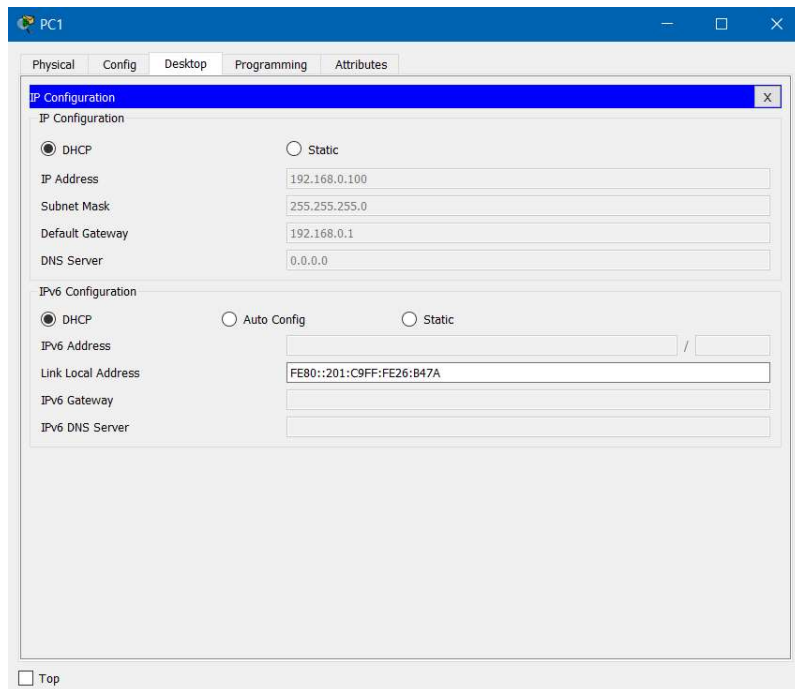 PC1
Physical Config Desktop Programming Attributes
IP Configuration X
IP Configuration
DHCP Static
IP Address 192.168.0.100
Subnet Mask 255.255.255.0
Default Gateway 192.168.0.1
DNS Server 0.0.0.0
IPv6 Configuration
DHCP Auto Config Static
IPv6 Address /
Link Local Address FE80::201:C9FF:FE26:B47A
IPv6 Gateway
IPv6 DNS Server
Top